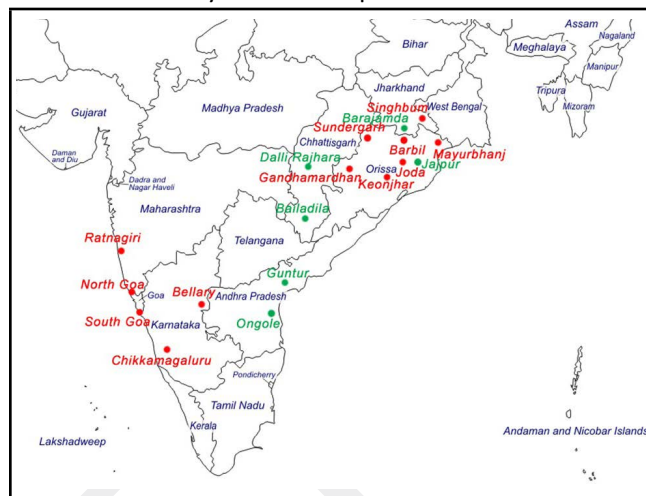 Assam
Nagaland
Bihar
Meghalaya
Manipur
Jharkhand
Tripura
Mizoram
Singhbum
West Bengal
Gujarat
Madhya Pradesh
Barajamda
Sundergarh
Chhattisgarh
Barbil
Mayurbhanj
Daman
and Diu
Dalli Rajhara
Orissa
Joda
Jajpur
Gandhamardhan
Keonjhar
Dadra and
Nagar Haveli
Maharashtra
Bailadila
Ratnagiri
Telangana
Guntur
North Goa
Goa
Bellary
Andhra Pradesh
South Goa
Karnataka
Ongole
Chikkamagaluru
Pondicherry
Tamil Nadu
Kerala
Lakshadweep
Andaman and Nicobar Islands